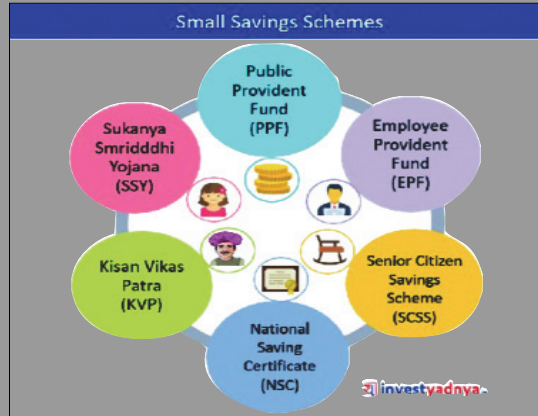 Small Savings Schemes
Public
Provident
Fund
(PPF)
Employee
Provident
Fund
(EPF)
Senior Citizen
Savings
Scheme
(SCSS)
National
Saving
Certificate
(NSC)
Kisan Vikas
Patra
(KVP)
Sukanya
Smridddhi
Yojana
(SSY)
investyadnya